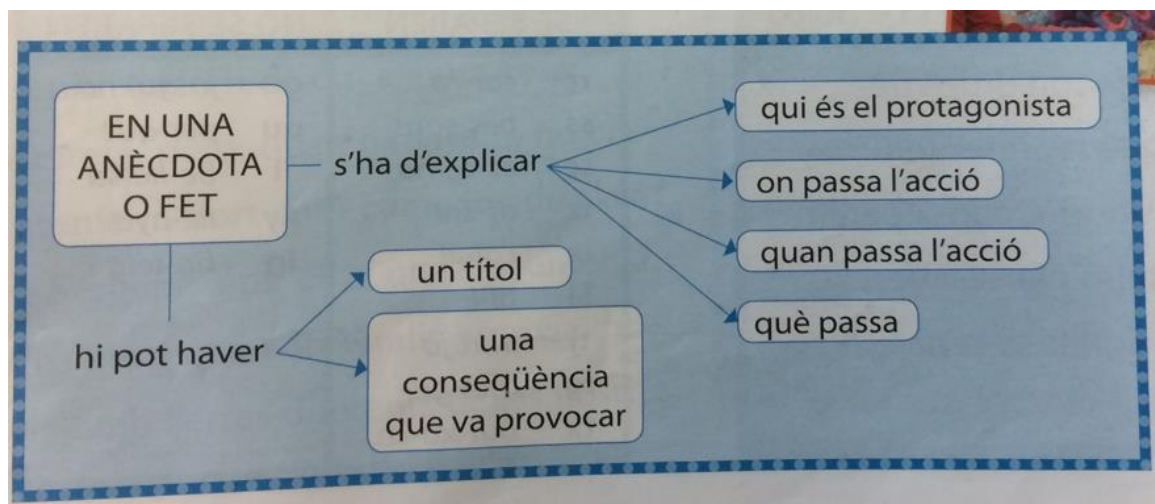 EN UNA
ANÈCDOTA
O FET
s'ha d'explicar
qui és el protagonista
on passa l'acció
quan passa l'acció
què passa
hi pot haver
un títol
una
conseqüència
que va provocar